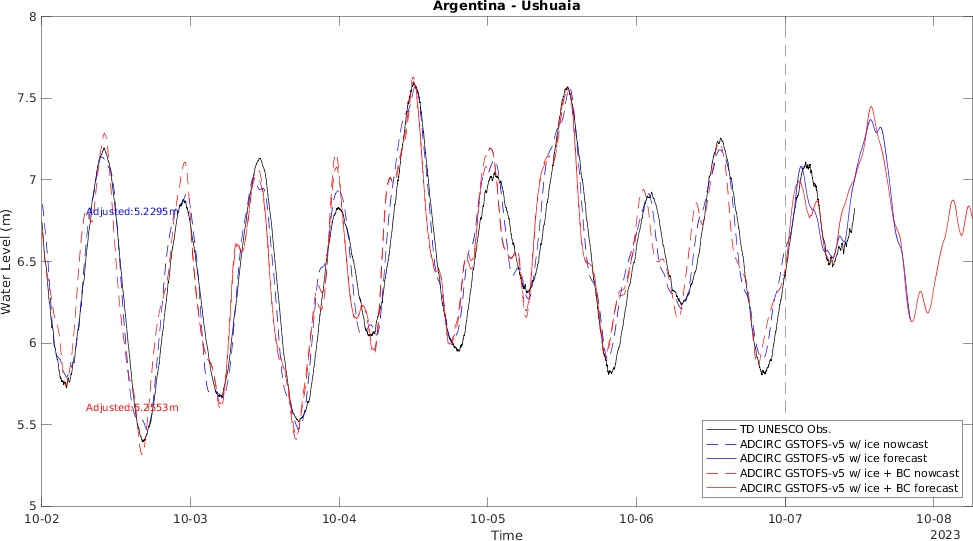 Argentina - Ushuaia
8
7.5
7
6.5
6
5.5
5
Water Level (m)
Adjusted:5.2295m
Adjusted:5.2553m
TD UNESCO Obs.
ADCIRC GSTOFS-v5 w/ ice nowcast
ADCIRC GSTOFS-v5 w/ ice forecast
ADCIRC GSTOFS-v5 w/ ice + BC nowcast
ADCIRC GSTOFS-v5 w/ ice + BC forecast
10-02 10-03 10-04 10-05 10-06 10-07 10-08
Time
2023